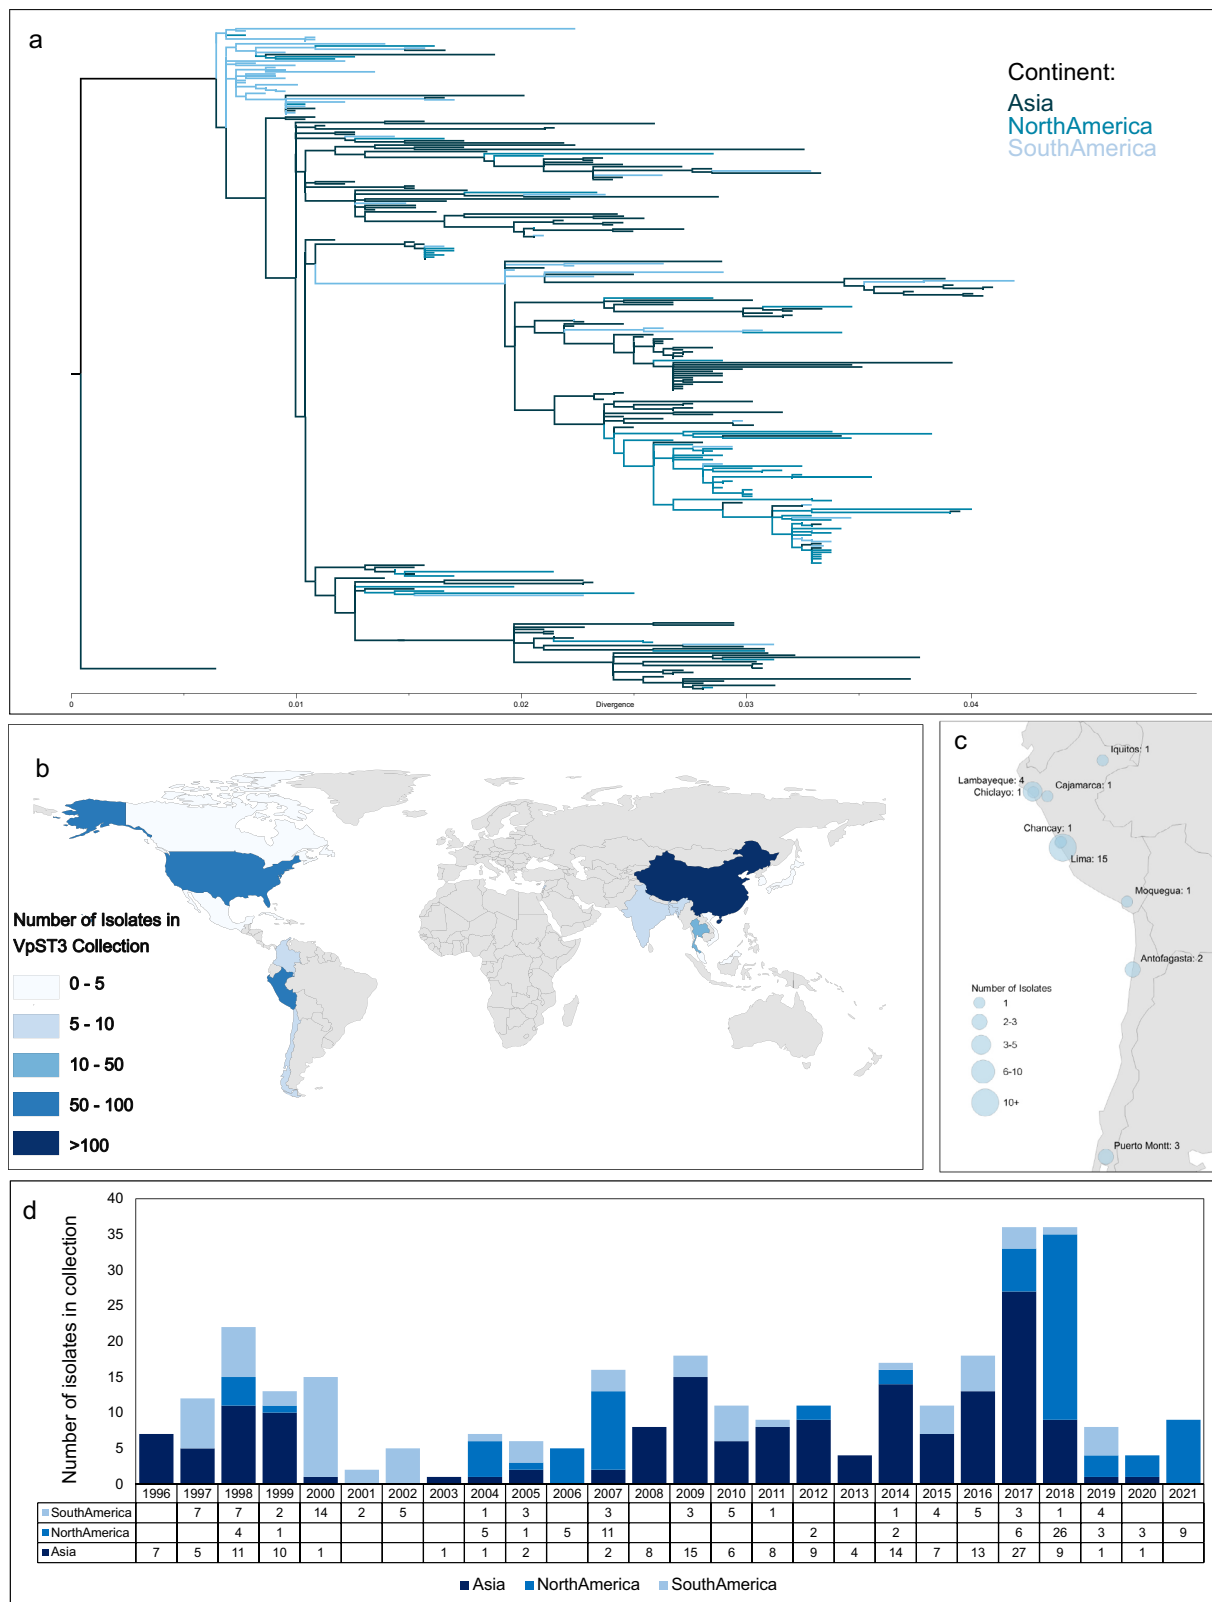 a
Continent:
Asia
NorthAmerica
SouthAmerica
0
0.01
0.02
Divergence
0.03
0.04
b
Number of Isolates in
VpST3 Collection
0 - 5
5 - 10
10 - 50
50 - 100
>100
c
Iquitos: 1
Lambayeque: 4
Chiclayo: 1
Cajamarca: 1
Chancay: 1
Lima: 15
Moquegua: 1
Antofagasta: 2
Number of Isolates
1
2-3
3-5
6-10
10+
Puerto Montt: 3
d
Number of isolates in collection
40
35
30
25
20
15
10
5
0
1996 1997 1998 1999 2000 2001 2002 2003 2004 2005 2006 2007 2008 2009 2010 2011 2012 2013 2014 2015 2016 2017 2018 2019 2020 2021
SouthAmerica 7 7 2 14 2 5 1 3 3 3 5 1 1 4 5 3 1 4
NorthAmerica 4 1 5 1 5 11 2 2 6 26 3 3 9
Asia 7 5 11 10 1 1 1 2 2 8 15 6 8 9 4 14 7 13 27 9 1 1
Asia NorthAmerica SouthAmerica